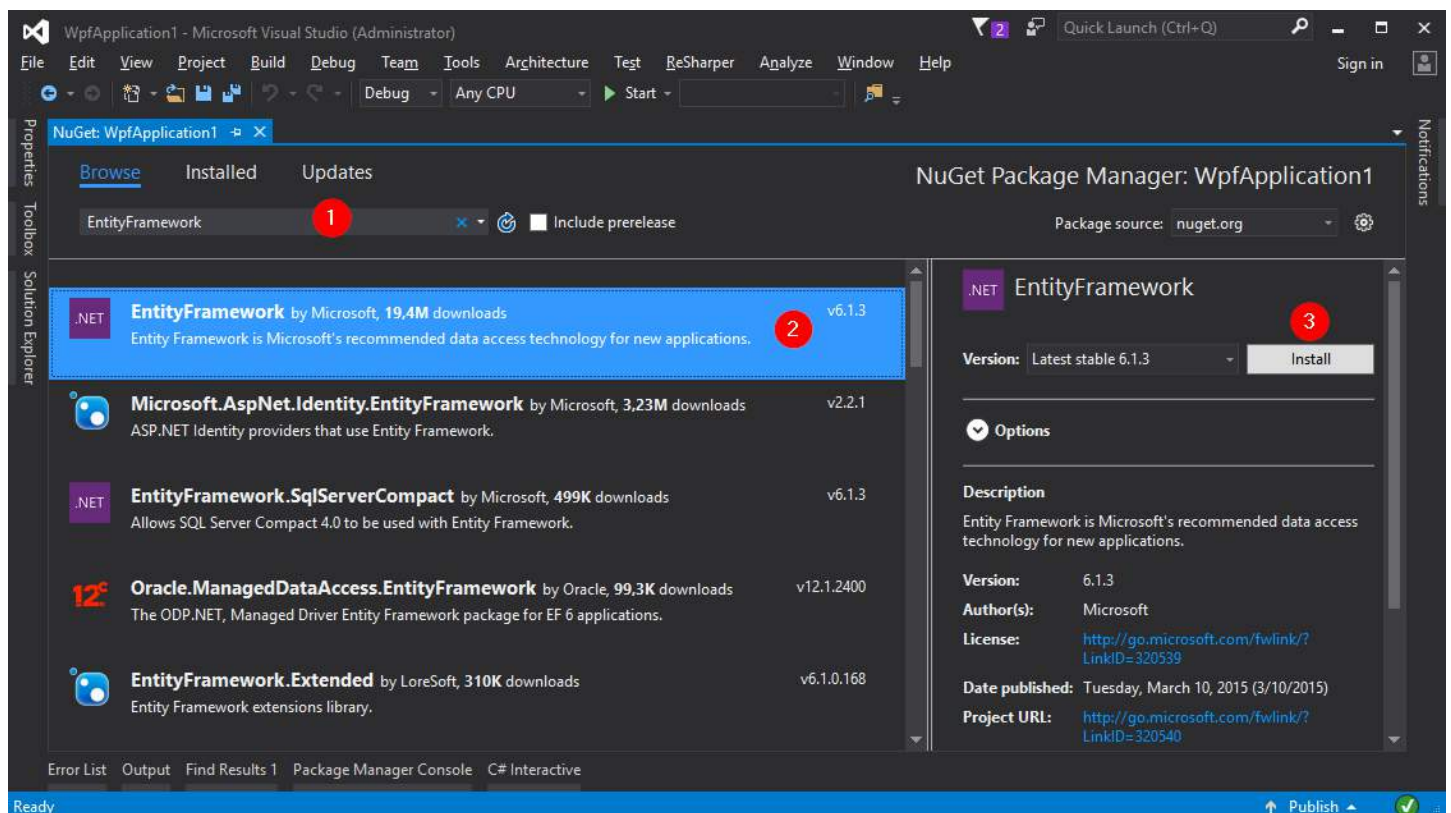 WpfApplication1 - Microsoft Visual Studio (Administrator)
2
Quick Launch (Ctrl+Q)
File Edit View Project Build Debug Team Tools Architecture Test ReSharper Analyze Window Help
Sign in
Debug
Any CPU
Start
Properties
Toolbox
Solution Explorer
Notifications
NuGet: WpfApplication1
Browse Installed Updates
NuGet Package Manager: WpfApplication1
EntityFramework
1
Include prerelease
Package source: nuget.org
.NET
EntityFramework by Microsoft, 19,4M downloads
v6.1.3
2
Entity Framework is Microsoft's recommended data access technology for new applications.
Microsoft.AspNet.Identity.EntityFramework by Microsoft, 3,23M downloads
v2.2.1
ASP.NET Identity providers that use Entity Framework.
.NET
EntityFramework.SqlServerCompact by Microsoft, 499K downloads
v6.1.3
Allows SQL Server Compact 4.0 to be used with Entity Framework.
12c
Oracle.ManagedDataAccess.EntityFramework by Oracle, 99,3K downloads
v12.1.2400
The ODP.NET, Managed Driver Entity Framework package for EF 6 applications.
EntityFramework.Extended by LoreSoft, 310K downloads
v6.1.0.168
Entity Framework extensions library.
.NET
EntityFramework
3
Version: Latest stable 6.1.3
Install
Options
Description
Entity Framework is Microsoft's recommended data access
technology for new applications.
Version: 6.1.3
Author(s): Microsoft
License: http://go.microsoft.com/fwlink/?
LinkID=320539
Date published: Tuesday, March 10, 2015 (3/10/2015)
Project URL: http://go.microsoft.com/fwlink/?
LinkID=320540
Error List Output Find Results 1 Package Manager Console C# Interactive
Ready
Publish